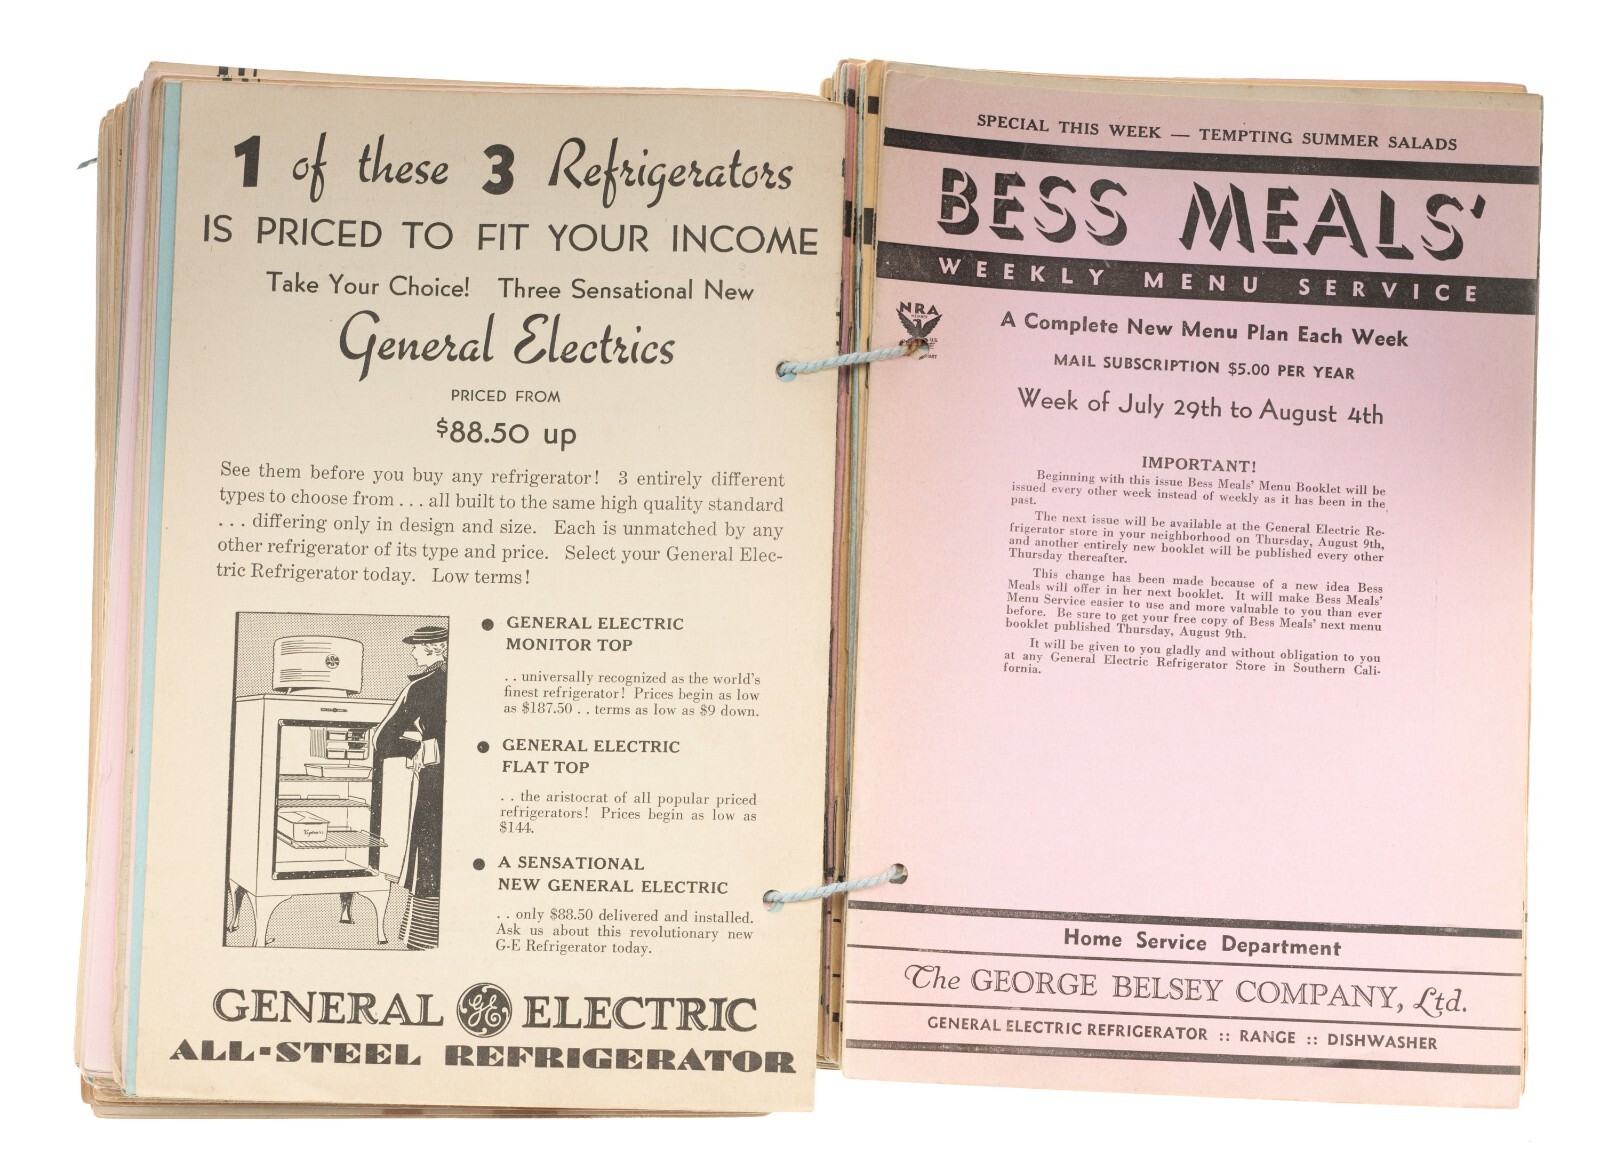 1 of these 3 Refrigerators
IS PRICED TO FIT YOUR INCOME
Take Your Choice! Three Sensational New
General Electrics
PRICED FROM
$88.50 up
See them before you buy any refrigerator! 3 entirely different
types to choose from . . . all built to the same high quality standard
. . . differing only in design and size. Each is unmatched by any
other refrigerator of its type and price. Select your General Elec-
tric Refrigerator today. Low terms!
● GENERAL ELECTRIC
MONITOR TOP
. . universally recognized as the world's
finest refrigerator! Prices begin as low
as $187.50 . . terms as low as $9 down.
● GENERAL ELECTRIC
FLAT TOP
. . the aristocrat of all popular priced
refrigerators! Prices begin as low as
$144.
● A SENSATIONAL
NEW GENERAL ELECTRIC
. . only $88.50 delivered and installed.
Ask us about this revolutionary new
G-E Refrigerator today.
GENERAL GE ELECTRIC
ALL-STEEL REFRIGERATOR
SPECIAL THIS WEEK — TEMPTING SUMMER SALADS
BESS MEALS'
WEEKLY MENU SERVICE
NRA
A Complete New Menu Plan Each Week
MAIL SUBSCRIPTION $5.00 PER YEAR
Week of July 29th to August 4th
IMPORTANT!
Beginning with this issue Bess Meals' Menu Booklet will be
issued every other week instead of weekly as it has been in the
past.
The next issue will be available at the General Electric Re-
frigerator store in your neighborhood on Thursday, August 9th,
and another entirely new booklet will be published every other
Thursday thereafter.
This change has been made because of a new idea Bess
Meals will offer in her next booklet. It will make Bess Meals'
Menu Service easier to use and more valuable to you than ever
before. Be sure to get your free copy of Bess Meals' next menu
booklet published Thursday, August 9th.
It will be given to you gladly and without obligation to you
at any General Electric Refrigerator Store in Southern Cali-
fornia.
Home Service Department
The GEORGE BELSEY COMPANY, Ltd.
GENERAL ELECTRIC REFRIGERATOR :: RANGE :: DISHWASHER